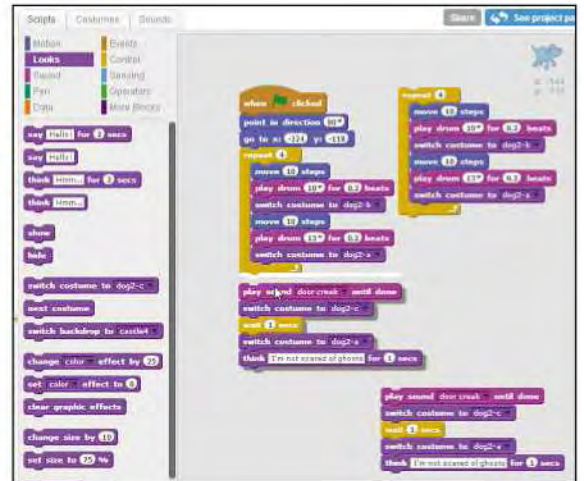 Scripts Costumes Sounds
Share See project pa
Motion Events
Looks Control
Sound Sensing
Pen Operators
Data More Blocks
say Hello! for 2 secs
say Hello!
think Hmm... for 2 secs
think Hmm...
show
hide
switch costume to dog2-c
next costume
switch backdrop to castle4
change color effect by 25
set color effect to 0
clear graphic effects
change size by 10
set size to %
when clicked
point in direction 90
go to x: y:
repeat 4
move 10 steps
play drum 10 for 0.2 beats
switch costume to dog2-b
move 10 steps
play drum for 0.2 beats
switch costume to dog2-a
play sound door creak until done
switch costume to dog2-c
wait 1 secs
switch costume to dog2-a
think I'm not scared of ghosts for 1 secs
repeat 4
move 10 steps
play drum 10 for 0.2 beats
switch costume to dog2-b
move 10 steps
play drum for 0.2 beats
switch costume to dog2-a
play sound door creak until done
switch costume to dog2-c
wait 1 secs
switch costume to dog2-a
think I'm not scared of ghosts for 1 secs